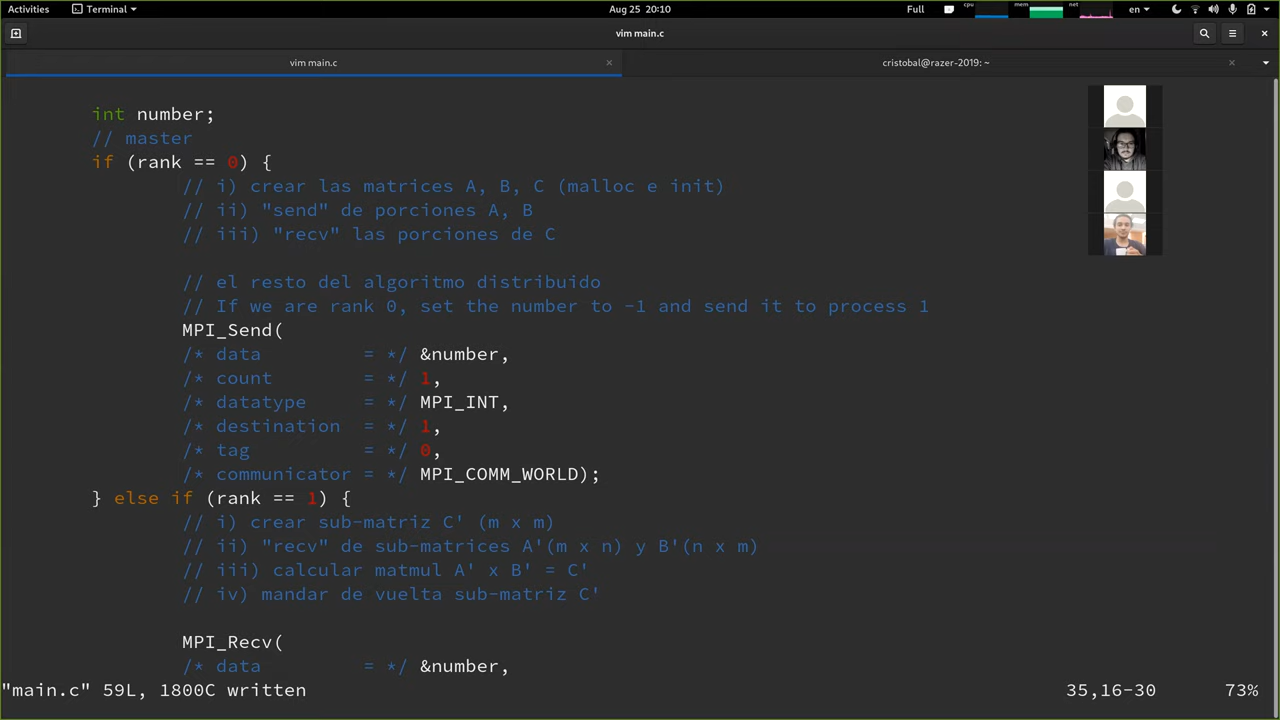 Activities Terminal Aug 25 20:10 Full cpu mem net en
vim main.c
vim main.c cristobal@razer-2019: ~
int number;
// master
if (rank == 0) {
// i) crear las matrices A, B, C (malloc e init)
// ii) "send" de porciones A, B
// iii) "recv" las porciones de C
// el resto del algoritmo distribuido
// If we are rank 0, set the number to -1 and send it to process 1
MPI_Send(
/* data = */ &number,
/* count = */ 1,
/* datatype = */ MPI_INT,
/* destination = */ 1,
/* tag = */ 0,
/* communicator = */ MPI_COMM_WORLD);
} else if (rank == 1) {
// i) crear sub-matriz C' (m x m)
// ii) "recv" de sub-matrices A'(m x n) y B'(n x m)
// iii) calcular matmul A' x B' = C'
// iv) mandar de vuelta sub-matriz C'
MPI_Recv(
/* data = */ &number,
"main.c" 59L, 1800C written 35,16-30 73%